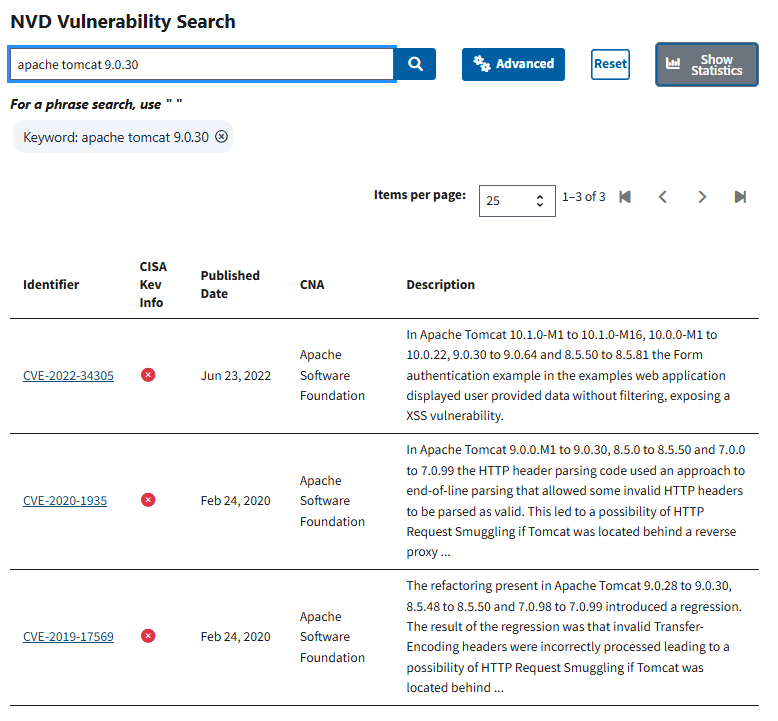 NVD Vulnerability Search
apache tomcat 9.0.30
Advanced
Reset
Show
Statistics
For a phrase search, use " "
Keyword: apache tomcat 9.0.30
Items per page:
25
1–3 of 3
Identifier
CISA
Kev
Info
Published
Date
CNA
Description
CVE-2022-34305
Jun 23, 2022
Apache
Software
Foundation
In Apache Tomcat 10.1.0-M1 to 10.1.0-M16, 10.0.0-M1 to
10.0.22, 9.0.30 to 9.0.64 and 8.5.50 to 8.5.81 the Form
authentication example in the examples web application
displayed user provided data without filtering, exposing a
XSS vulnerability.
CVE-2020-1935
Feb 24, 2020
Apache
Software
Foundation
In Apache Tomcat 9.0.0.M1 to 9.0.30, 8.5.0 to 8.5.50 and 7.0.0
to 7.0.99 the HTTP header parsing code used an approach to
end-of-line parsing that allowed some invalid HTTP headers
to be parsed as valid. This led to a possibility of HTTP
Request Smuggling if Tomcat was located behind a reverse
proxy ...
CVE-2019-17569
Feb 24, 2020
Apache
Software
Foundation
The refactoring present in Apache Tomcat 9.0.28 to 9.0.30,
8.5.48 to 8.5.50 and 7.0.98 to 7.0.99 introduced a regression.
The result of the regression was that invalid Transfer-
Encoding headers were incorrectly processed leading to a
possibility of HTTP Request Smuggling if Tomcat was
located behind ...